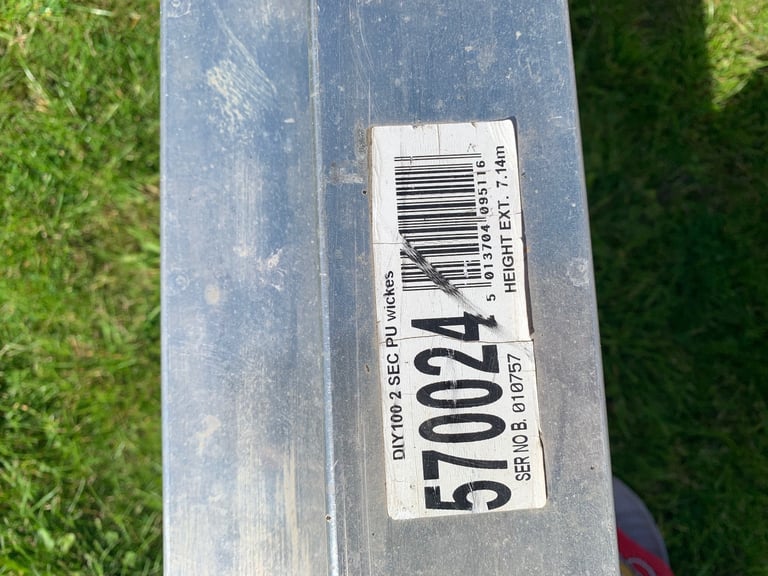 DIY100 2 SEC PU wickes
570024
5 013704 095116
SER NO B. 010757
HEIGHT EXT. 7.14m